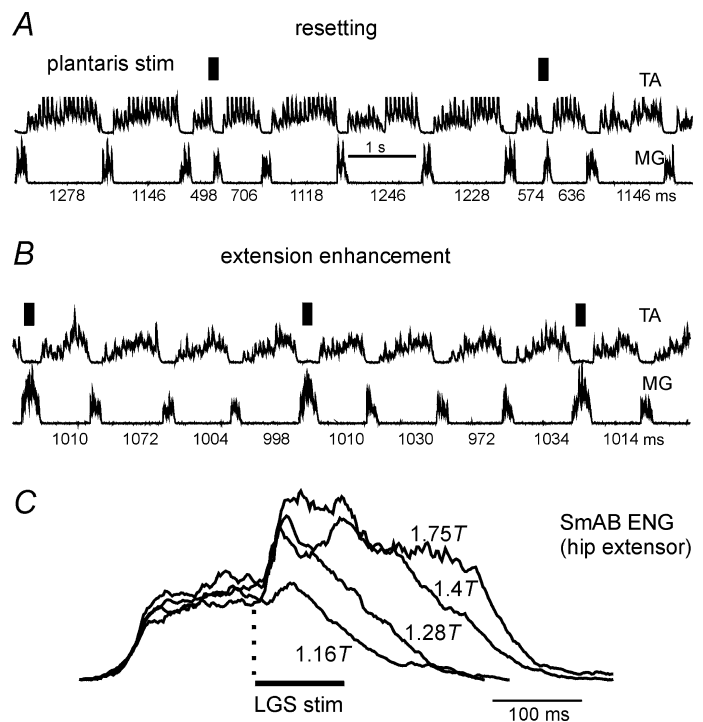 A
resetting
plantaris stim
TA
1 s
MG
1278 1146 498 706 1118 1246 1228 574 636 1146 ms
B
extension enhancement
TA
MG
1010 1072 1004 998 1010 1030 972 1034 1014 ms
C
SmAB ENG
(hip extensor)
1.75T
1.4T
1.28T
1.16T
LGS stim
100 ms